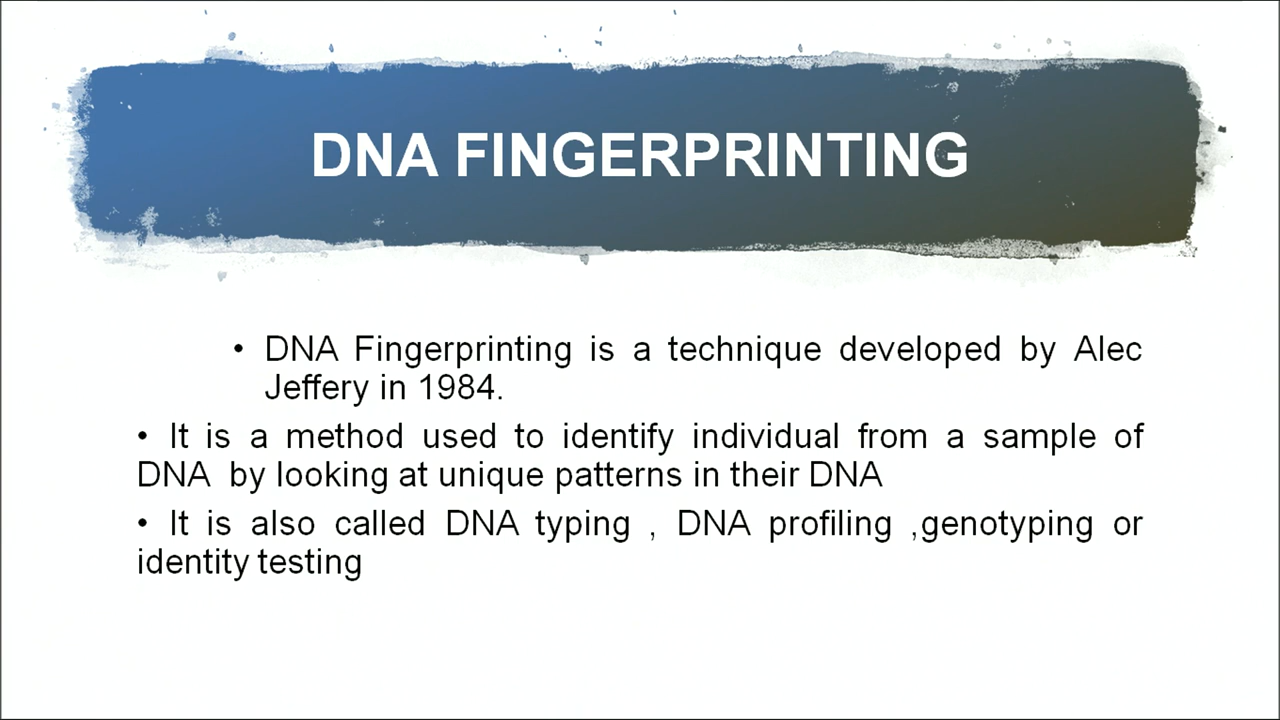 DNA FINGERPRINTING
• DNA Fingerprinting is a technique developed by Alec
Jeffery in 1984.
• It is a method used to identify individual from a sample of
DNA by looking at unique patterns in their DNA
• It is also called DNA typing , DNA profiling ,genotyping or
identity testing